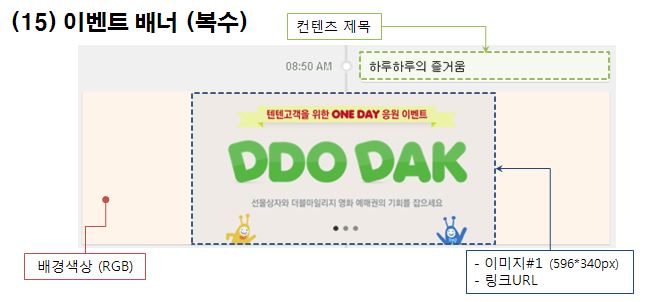 (15) 이벤트 배너 (복수)
컨텐츠 제목
08:50 AM
하루하루의 즐거움
텐텐고객을 위한 ONE DAY 응원 이벤트
DDO DAK
선물상자와 더블마일리지 영화 예매권의 기회를 잡으세요
배경색상 (RGB)
- 이미지#1 (596*340px)
- 링크URL